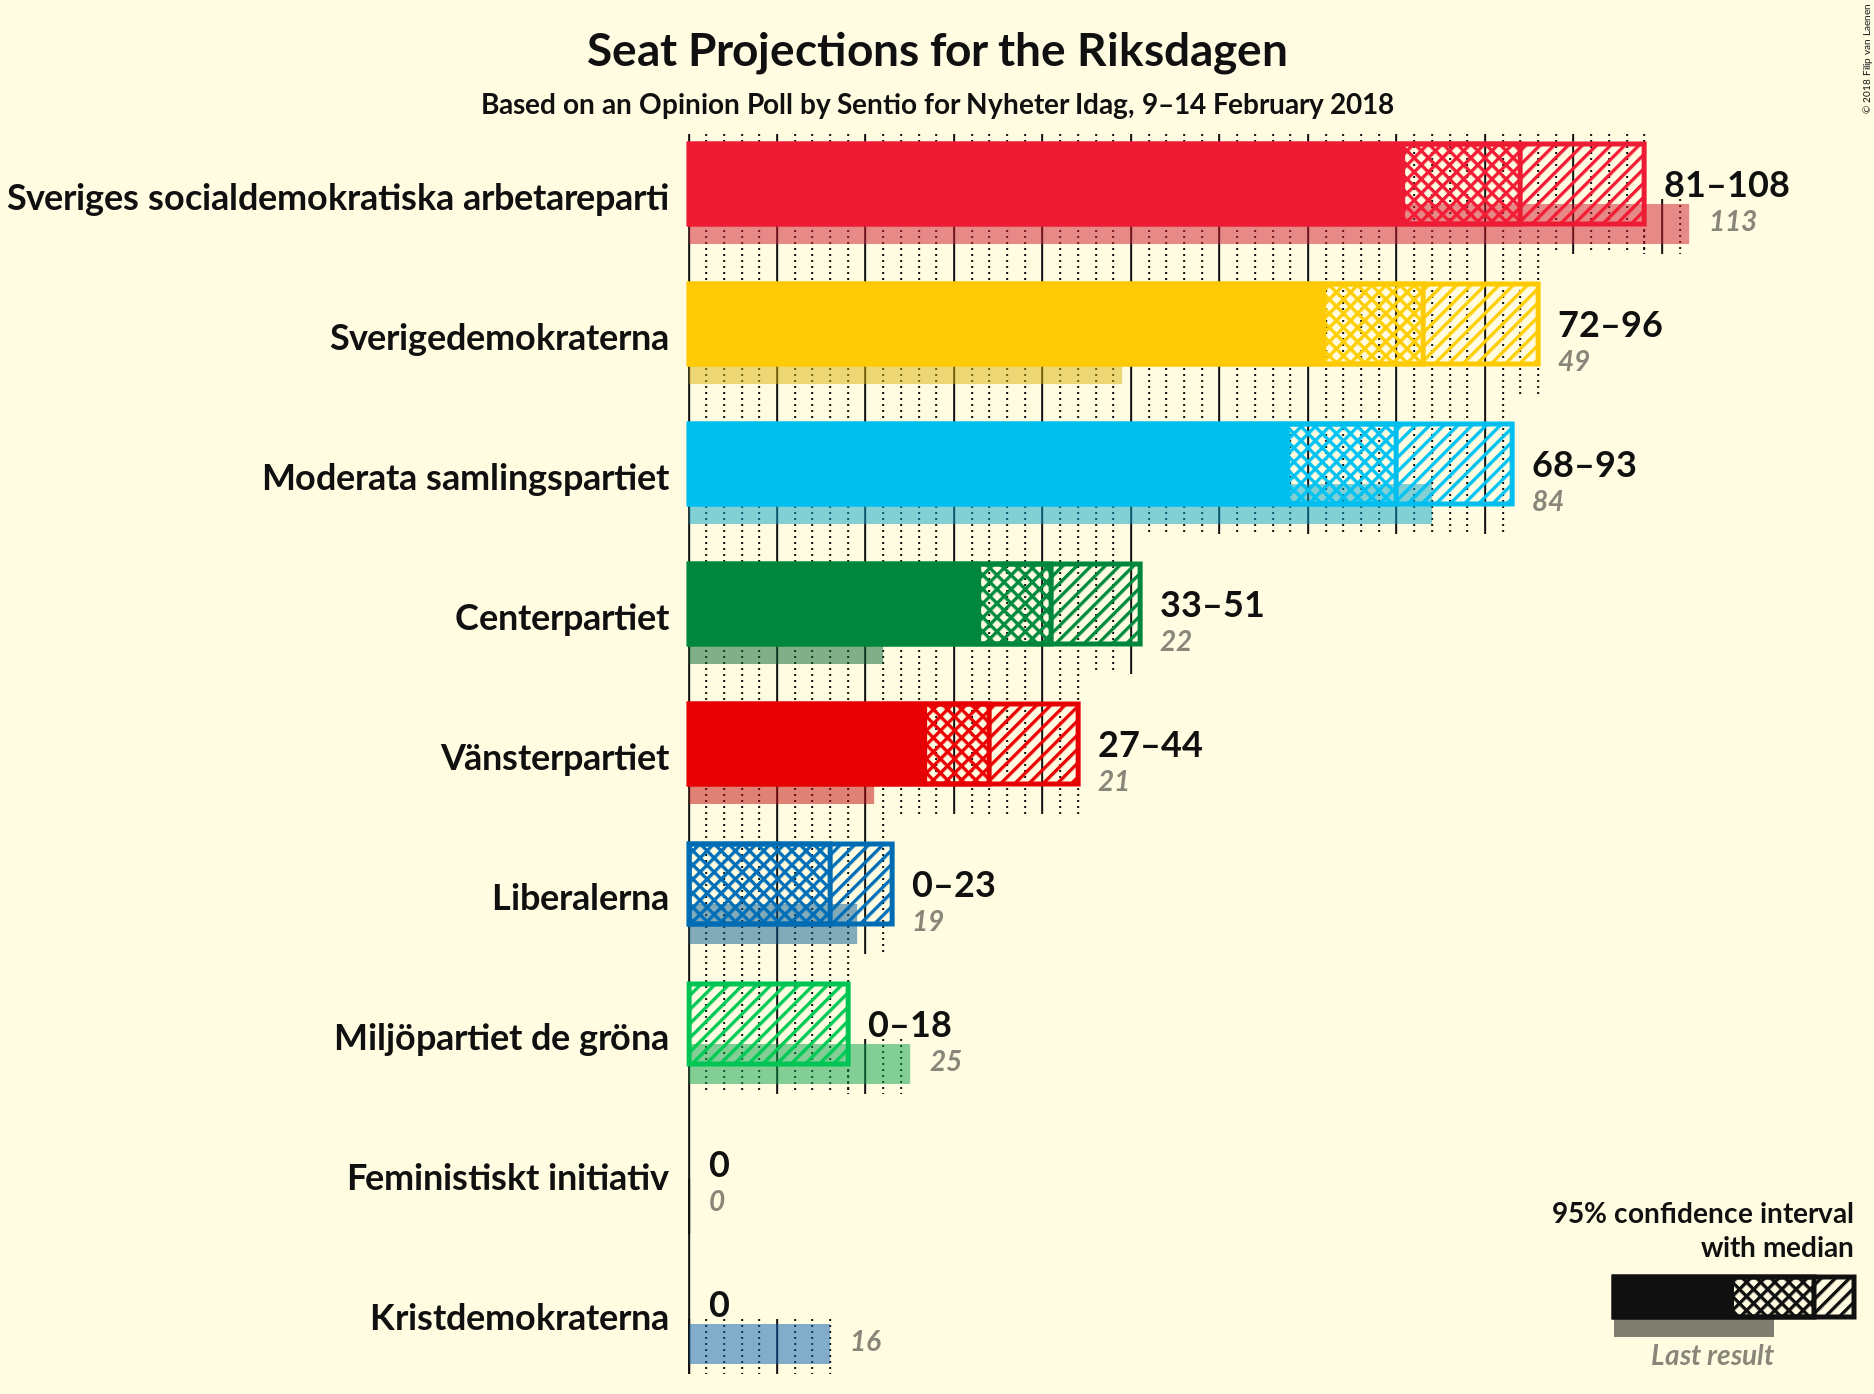 Seat Projections for the Riksdagen
Based on an Opinion Poll by Sentio for Nyheter Idag, 9–14 February 2018
© 2018 Filip van Laenen
Sveriges socialdemokratiska arbetareparti
81–108
113
Sverigedemokraterna
72–96
49
Moderata samlingspartiet
68–93
84
Centerpartiet
33–51
22
Vänsterpartiet
27–44
21
Liberalerna
0–23
19
Miljöpartiet de gröna
0–18
25
Feministiskt initiativ
0
0
Kristdemokraterna
0
16
95% confidence interval
with median
Last result